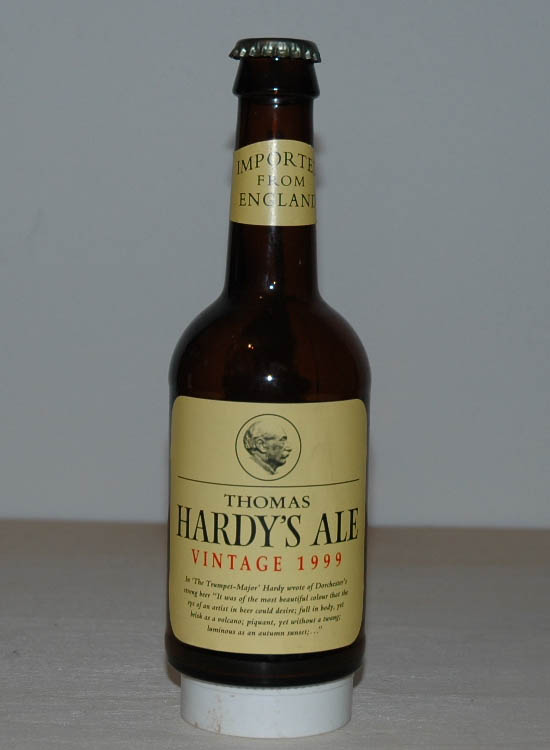 IMPORTE
FROM
ENGLAND
THOMAS
HARDY'S ALE
VINTAGE 1999
In 'The Trumpet-Major' Hardy wrote of Dorchester's
strong beer "It was of the most beautiful colour that the
eye of an artist in beer could desire; full in body, yet
brisk as a volcano; piquant, yet without a twang;
luminous as an autumn sunset;..."